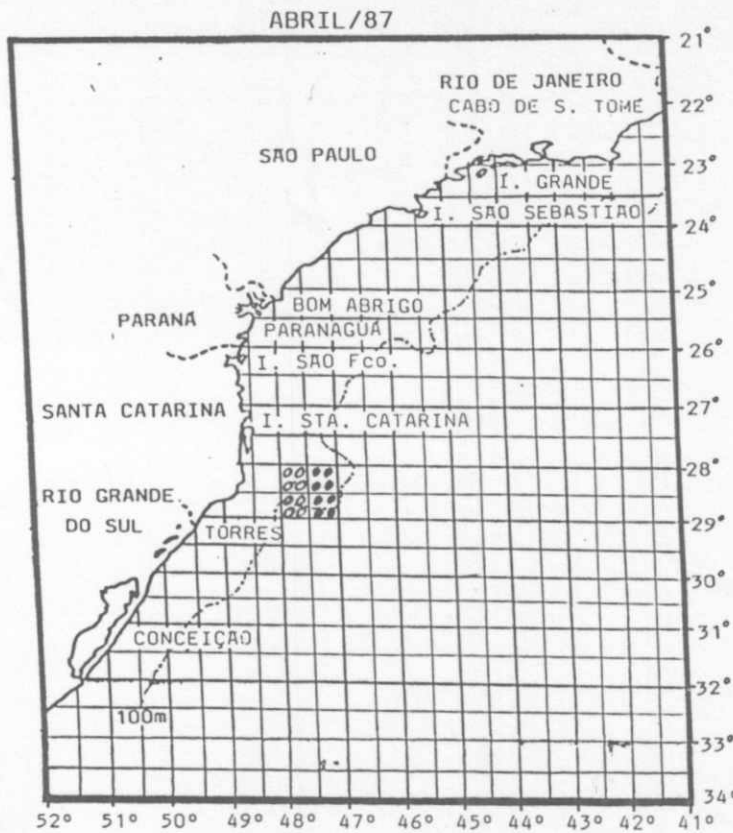 ABRIL/87
21°
RIO DE JANEIRO
CABO DE S. TOMÉ
22°
SÃO PAULO
23°
I. GRANDE
I. SÃO SEBASTIÃO
24°
25°
BOM ABRIGO
PARANÁ
PARANAGUÁ
26°
I. SÃO Fco.
SANTA CATARINA
27°
I. STA. CATARINA
28°
RIO GRANDE
DO SUL
29°
TORRES
30°
31°
CONCEIÇÃO
32°
100m
33°
34°
52° 51° 50° 49° 48° 47° 46° 45° 44° 43° 42° 41°